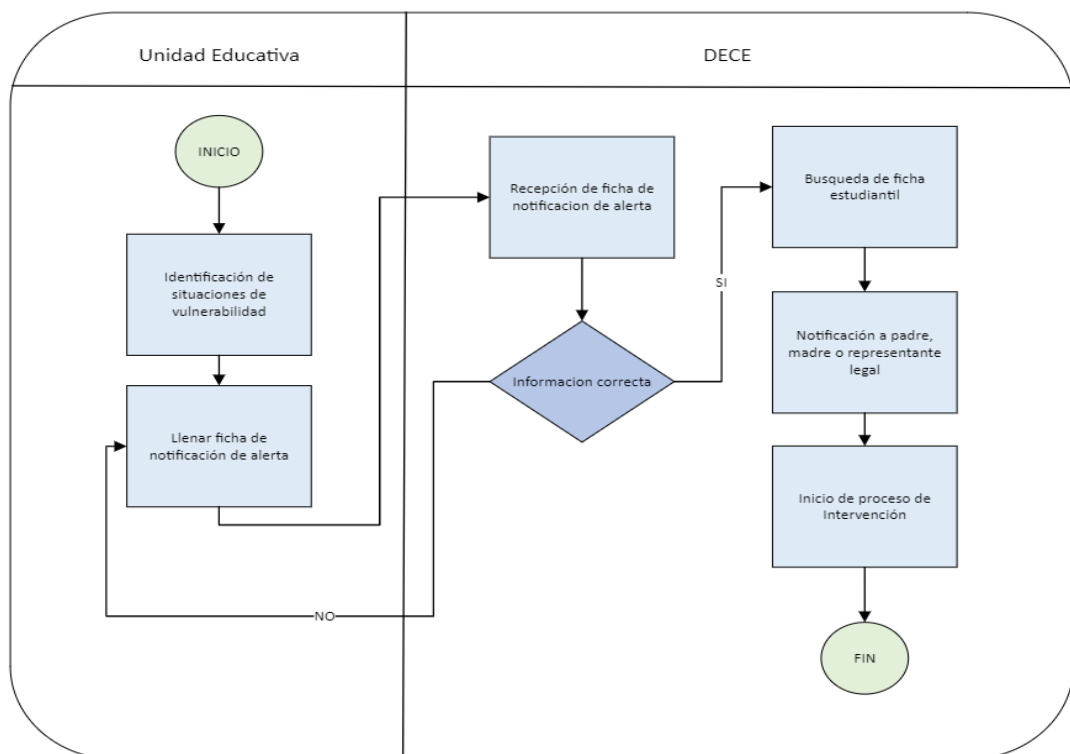 Unidad Educativa
DECE
INICIO
Identificación de
situaciones de
vulnerabilidad
Llenar ficha de
notificación de alerta
Recepción de ficha de
notificacion de alerta
Informacion correcta
SI
NO
Busqueda de ficha
estudiantil
Notificación a padre,
madre o representante
legal
Inicio de proceso de
Intervención
FIN